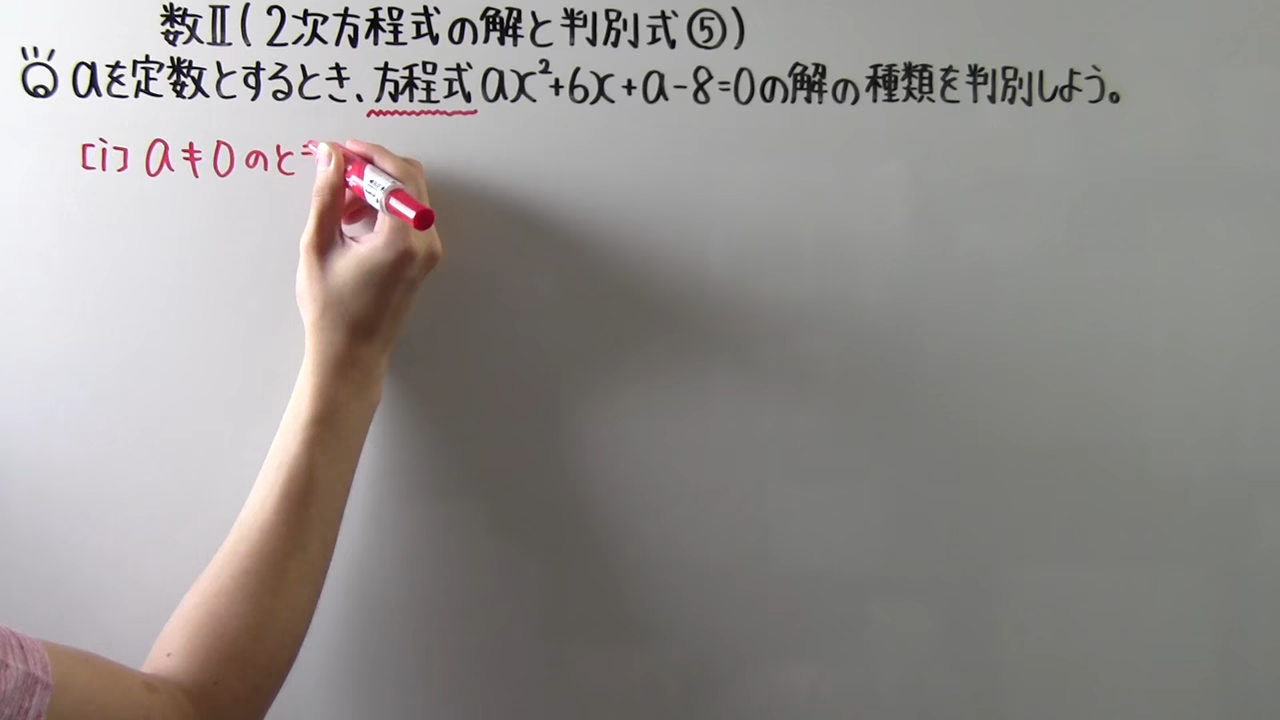 数Ⅱ(2次方程式の解と判別式⑤)
aを定数とするとき、方程式ax²+6x+a-8=0の解の種類を判別しよう。
[i] a≠0のと